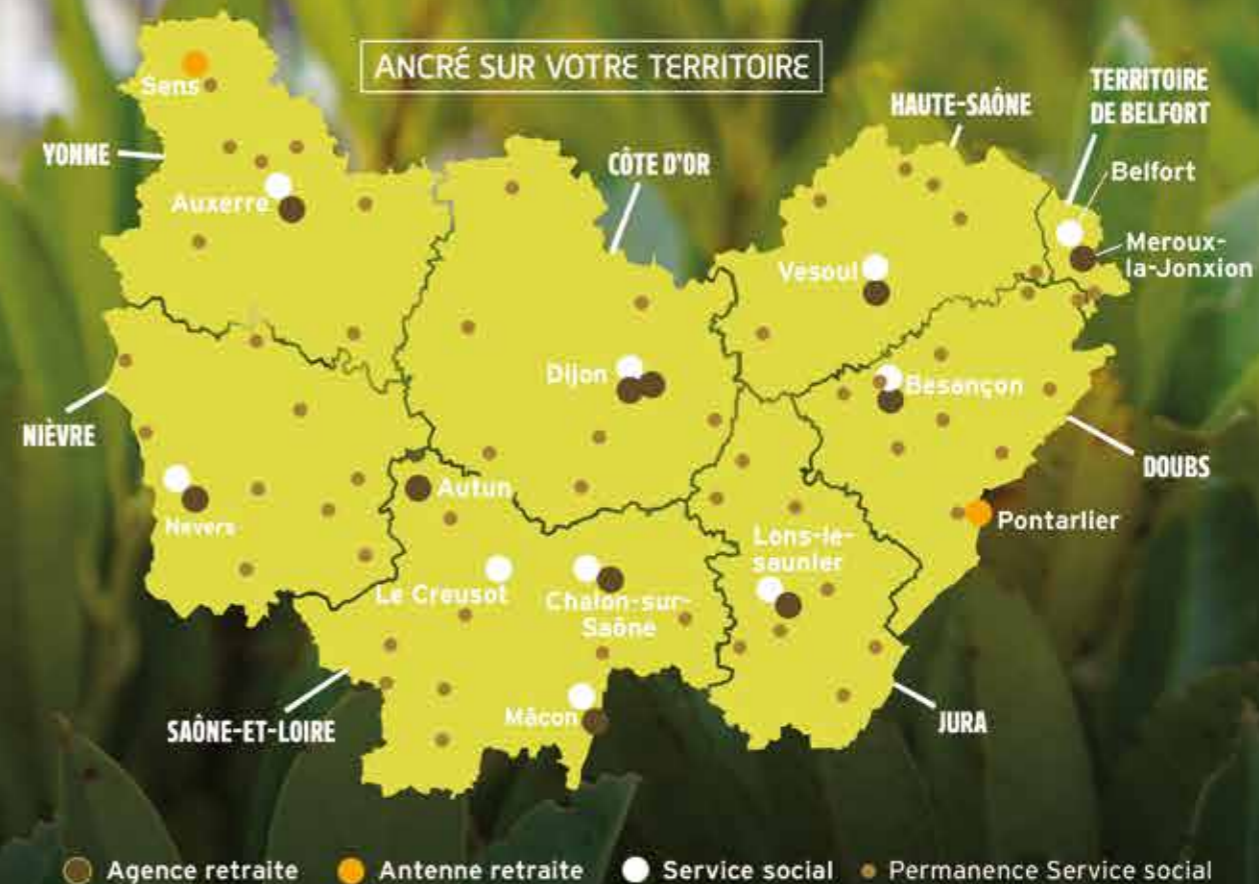 ANCRÉ SUR VOTRE TERRITOIRE
TERRITOIRE
DE BELFORT
HAUTE-SAÔNE
YONNE
CÔTE D'OR
Sens
Belfort
Auxerre
Meroux-
la-Jonxion
Vesoul
Dijon
Besançon
NIÈVRE
DOUBS
Autun
Nevers
Pontarlier
Lons-le-
saunier
Le Creusot
Chalon-sur-
Saône
Mâcon
SAÔNE-ET-LOIRE
JURA
Agence retraite
Antenne retraite
Service social
Permanence Service social